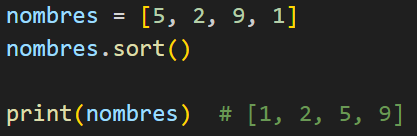 nombres = [5, 2, 9, 1]
nombres.sort()
print(nombres)  # [1, 2, 5, 9]